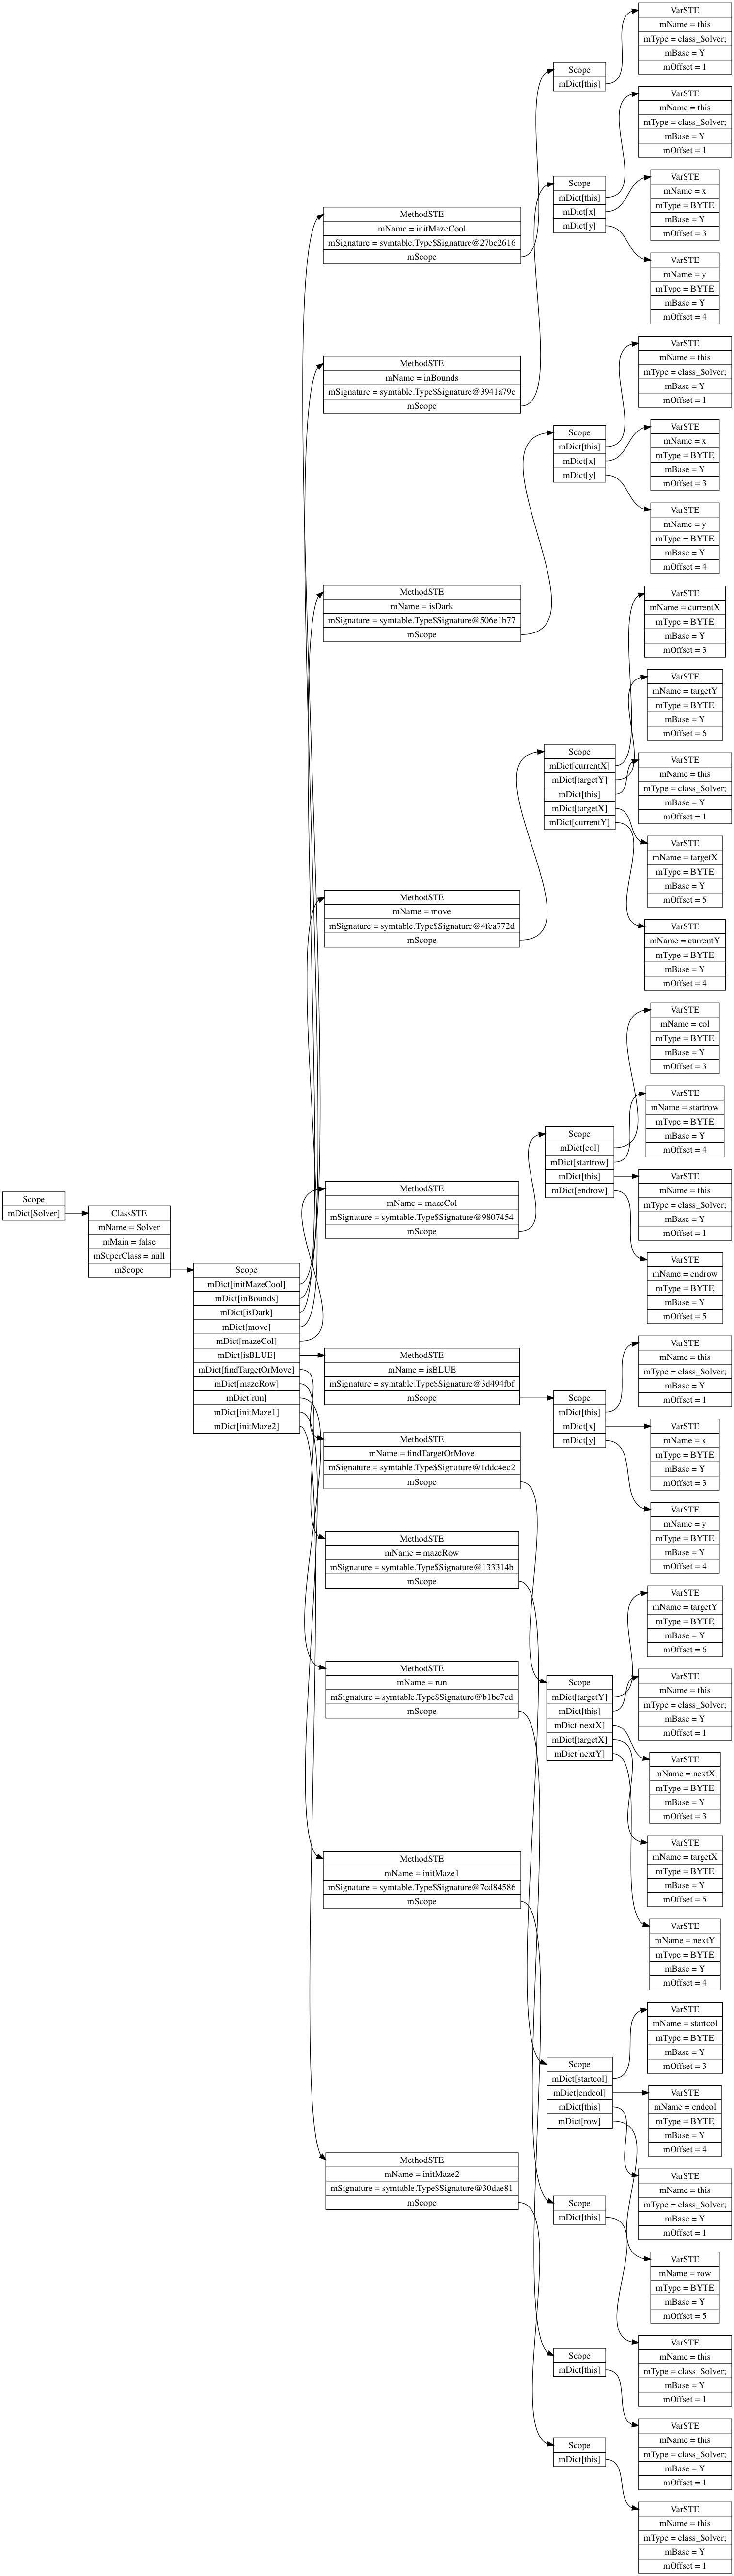 Scope
mDict[Solver]
ClassSTE
mName = Solver
mMain = false
mSuperClass = null
mScope
Scope
mDict[initMazeCool]
mDict[inBounds]
mDict[isDark]
mDict[move]
mDict[mazeCol]
mDict[isBLUE]
mDict[findTargetOrMove]
mDict[mazeRow]
mDict[run]
mDict[initMaze1]
mDict[initMaze2]
MethodSTE
mName = initMazeCool
mSignature = symtable.Type$Signature@27bc2616
mScope
MethodSTE
mName = inBounds
mSignature = symtable.Type$Signature@3941a79c
mScope
MethodSTE
mName = isDark
mSignature = symtable.Type$Signature@506e1b77
mScope
MethodSTE
mName = move
mSignature = symtable.Type$Signature@4fca772d
mScope
MethodSTE
mName = mazeCol
mSignature = symtable.Type$Signature@9807454
mScope
MethodSTE
mName = isBLUE
mSignature = symtable.Type$Signature@3d494fbf
mScope
MethodSTE
mName = findTargetOrMove
mSignature = symtable.Type$Signature@1ddc4ec2
mScope
MethodSTE
mName = mazeRow
mSignature = symtable.Type$Signature@133314b
mScope
MethodSTE
mName = run
mSignature = symtable.Type$Signature@b1bc7ed
mScope
MethodSTE
mName = initMaze1
mSignature = symtable.Type$Signature@7cd84586
mScope
MethodSTE
mName = initMaze2
mSignature = symtable.Type$Signature@30dae81
mScope
Scope
mDict[this]
Scope
mDict[this]
mDict[x]
mDict[y]
Scope
mDict[this]
mDict[x]
mDict[y]
Scope
mDict[currentX]
mDict[targetY]
mDict[this]
mDict[targetX]
mDict[currentY]
Scope
mDict[col]
mDict[startrow]
mDict[this]
mDict[endrow]
Scope
mDict[this]
mDict[x]
mDict[y]
Scope
mDict[targetY]
mDict[this]
mDict[nextX]
mDict[targetX]
mDict[nextY]
Scope
mDict[startcol]
mDict[endcol]
mDict[this]
mDict[row]
Scope
mDict[this]
Scope
mDict[this]
Scope
mDict[this]
VarSTE
mName = this
mType = class_Solver;
mBase = Y
mOffset = 1
VarSTE
mName = this
mType = class_Solver;
mBase = Y
mOffset = 1
VarSTE
mName = x
mType = BYTE
mBase = Y
mOffset = 3
VarSTE
mName = y
mType = BYTE
mBase = Y
mOffset = 4
VarSTE
mName = this
mType = class_Solver;
mBase = Y
mOffset = 1
VarSTE
mName = x
mType = BYTE
mBase = Y
mOffset = 3
VarSTE
mName = y
mType = BYTE
mBase = Y
mOffset = 4
VarSTE
mName = currentX
mType = BYTE
mBase = Y
mOffset = 3
VarSTE
mName = targetY
mType = BYTE
mBase = Y
mOffset = 6
VarSTE
mName = this
mType = class_Solver;
mBase = Y
mOffset = 1
VarSTE
mName = targetX
mType = BYTE
mBase = Y
mOffset = 5
VarSTE
mName = currentY
mType = BYTE
mBase = Y
mOffset = 4
VarSTE
mName = col
mType = BYTE
mBase = Y
mOffset = 3
VarSTE
mName = startrow
mType = BYTE
mBase = Y
mOffset = 4
VarSTE
mName = this
mType = class_Solver;
mBase = Y
mOffset = 1
VarSTE
mName = endrow
mType = BYTE
mBase = Y
mOffset = 5
VarSTE
mName = this
mType = class_Solver;
mBase = Y
mOffset = 1
VarSTE
mName = x
mType = BYTE
mBase = Y
mOffset = 3
VarSTE
mName = y
mType = BYTE
mBase = Y
mOffset = 4
VarSTE
mName = targetY
mType = BYTE
mBase = Y
mOffset = 6
VarSTE
mName = this
mType = class_Solver;
mBase = Y
mOffset = 1
VarSTE
mName = nextX
mType = BYTE
mBase = Y
mOffset = 3
VarSTE
mName = targetX
mType = BYTE
mBase = Y
mOffset = 5
VarSTE
mName = nextY
mType = BYTE
mBase = Y
mOffset = 4
VarSTE
mName = startcol
mType = BYTE
mBase = Y
mOffset = 3
VarSTE
mName = endcol
mType = BYTE
mBase = Y
mOffset = 4
VarSTE
mName = this
mType = class_Solver;
mBase = Y
mOffset = 1
VarSTE
mName = row
mType = BYTE
mBase = Y
mOffset = 5
VarSTE
mName = this
mType = class_Solver;
mBase = Y
mOffset = 1
VarSTE
mName = this
mType = class_Solver;
mBase = Y
mOffset = 1
VarSTE
mName = this
mType = class_Solver;
mBase = Y
mOffset = 1